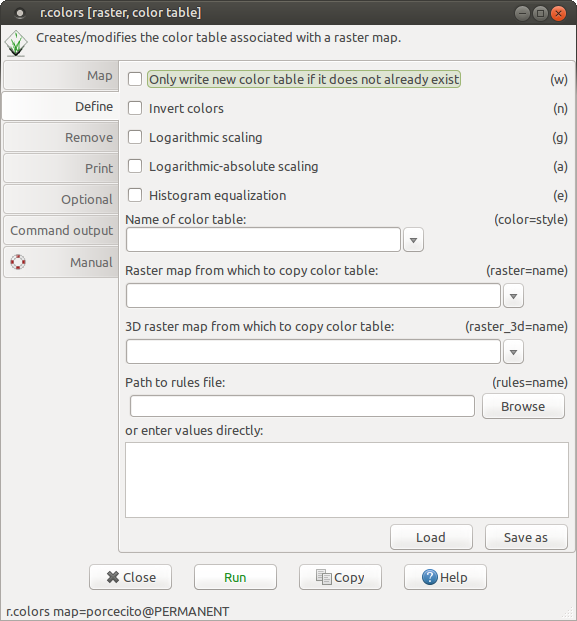 r.colors [raster, color table]
Creates/modifies the color table associated with a raster map.
Map
Define
Remove
Print
Optional
Command output
Manual
Only write new color table if it does not already exist (w)
Invert colors (n)
Logarithmic scaling (g)
Logarithmic-absolute scaling (a)
Histogram equalization (e)
Name of color table: (color=style)
Raster map from which to copy color table: (raster=name)
3D raster map from which to copy color table: (raster_3d=name)
Path to rules file: (rules=name)
Browse
or enter values directly:
Load Save as
Close Run Copy Help
r.colors map=porcecito@PERMANENT